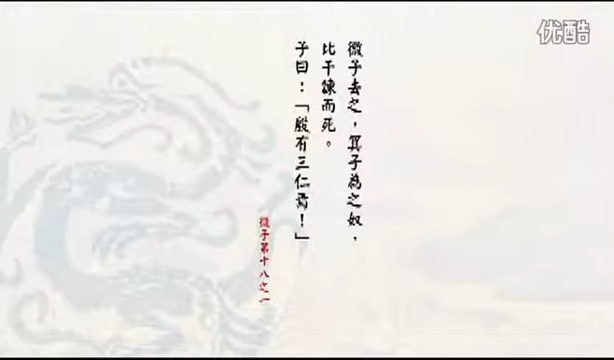 微子去之，箕子為之奴，
比干諫而死。
子曰：「殷有三仁焉！」
微子第十八之一
优酷